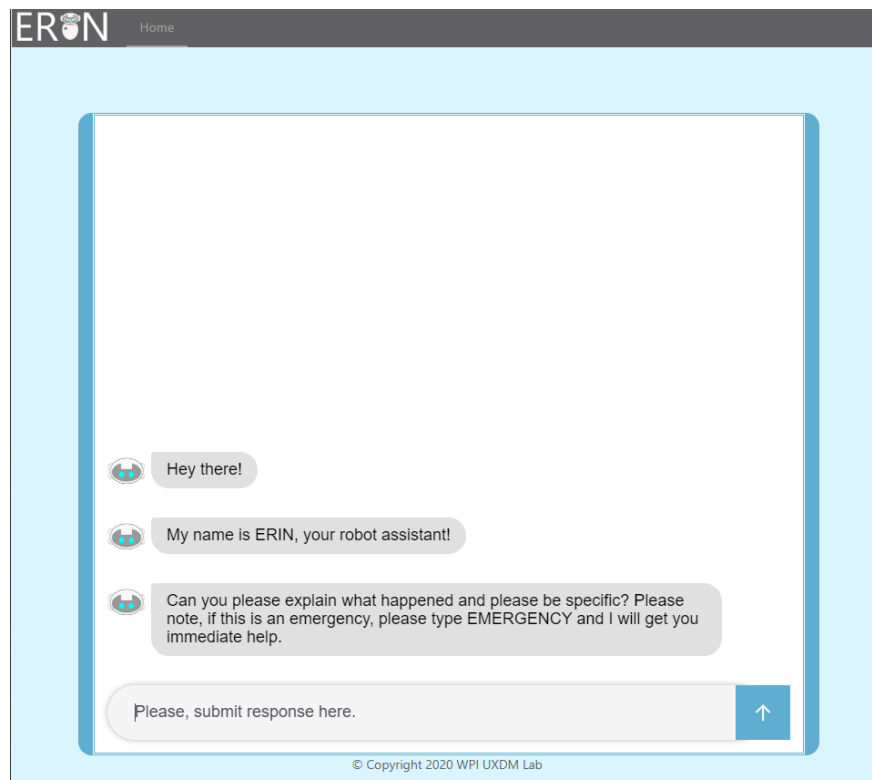 ERIN
Home
Hey there!
My name is ERIN, your robot assistant!
Can you please explain what happened and please be specific? Please
note, if this is an emergency, please type EMERGENCY and I will get you
immediate help.
Please, submit response here.
© Copyright 2020 WPI UXDM Lab